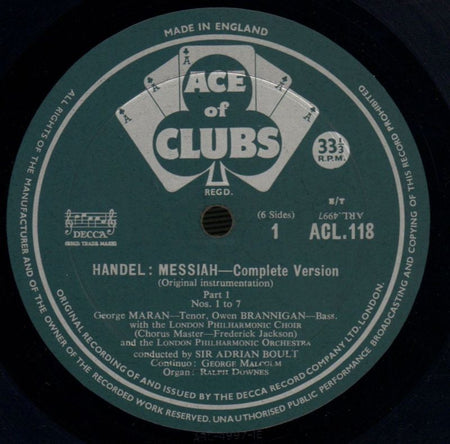 MADE IN ENGLAND
ACE
of
CLUBS
REGD.
33⅓
R.P.M.
E/T
ARL.4997
DECCA
REGD. TRADE MARKS
(6 Sides)
1
ACL.118
HANDEL : MESSIAH—Complete Version
(Original instrumentation)
Part 1
Nos. 1 to 7
George MARAN—Tenor, Owen BRANNIGAN—Bass.
with the LONDON PHILHARMONIC CHOIR
(Chorus Master—Frederick Jackson)
and the LONDON PHILHARMONIC ORCHESTRA
conducted by SIR ADRIAN BOULT
Continuo: GEORGE MALCOLM
Organ: RALPH DOWNES
ALL RIGHTS OF THE MANUFACTURER AND OF THE OWNER OF THE RECORDED WORK RESERVED. UNAUTHORISED PUBLIC PERFORMANCE BROADCASTING AND COPYING OF THIS RECORD PROHIBITED
ORIGINAL RECORDING OF AND ISSUED BY THE DECCA RECORD COMPANY LTD. LONDON.